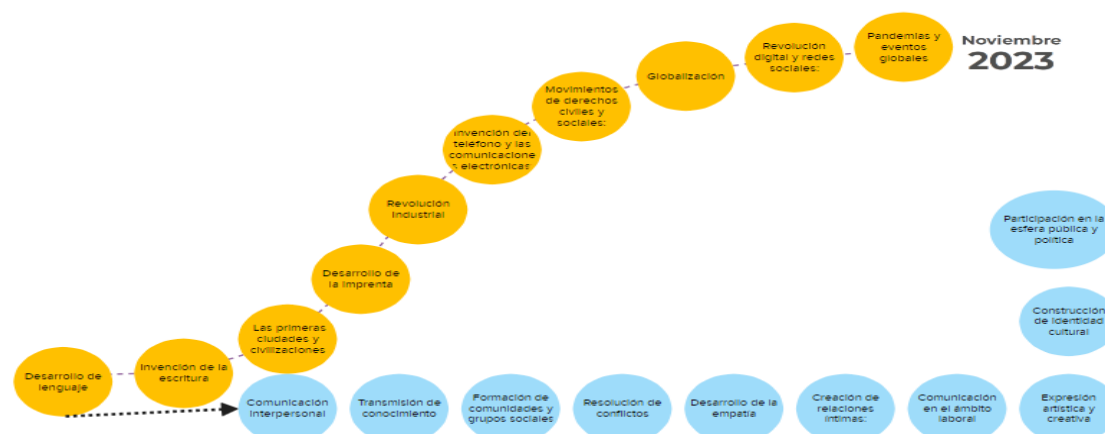 Pandemias y
eventos
globales
Noviembre
2023
Revolución
digital y redes
sociales:
Globalización
Movimientos
de derechos
civiles y
sociales:
Invención del
teléfono y las
comunicacione
s electrónicas
Revolución
Industrial
Desarrollo de
la imprenta
Las primeras
ciudades y
civilizaciones
Invención de la
escritura
Desarrollo de
lenguaje
Comunicación
interpersonal
Transmisión de
conocimiento
Formación de
comunidades y
grupos sociales
Resolución de
conflictos
Desarrollo de la
empatía
Creación de
relaciones
íntimas:
Comunicación
en el ámbito
laboral
Expresión
artística y
creativa
Construcción
de identidad
cultural
Participación en la
esfera pública y
política